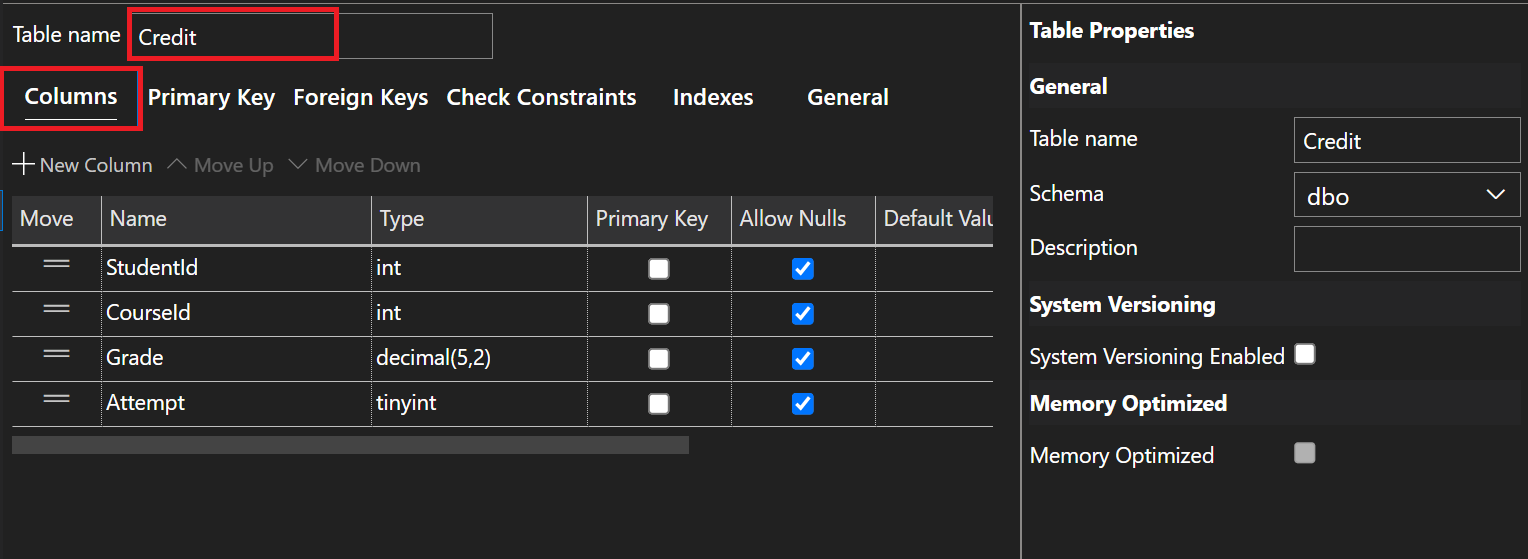 Table name Credit
Columns Primary Key Foreign Keys Check Constraints Indexes General
New Column Move Up Move Down
Move Name Type Primary Key Allow Nulls Default Valu
StudentId int
CourseId int
Grade decimal(5,2)
Attempt tinyint
Table Properties
General
Table name Credit
Schema dbo
Description
System Versioning
System Versioning Enabled
Memory Optimized
Memory Optimized